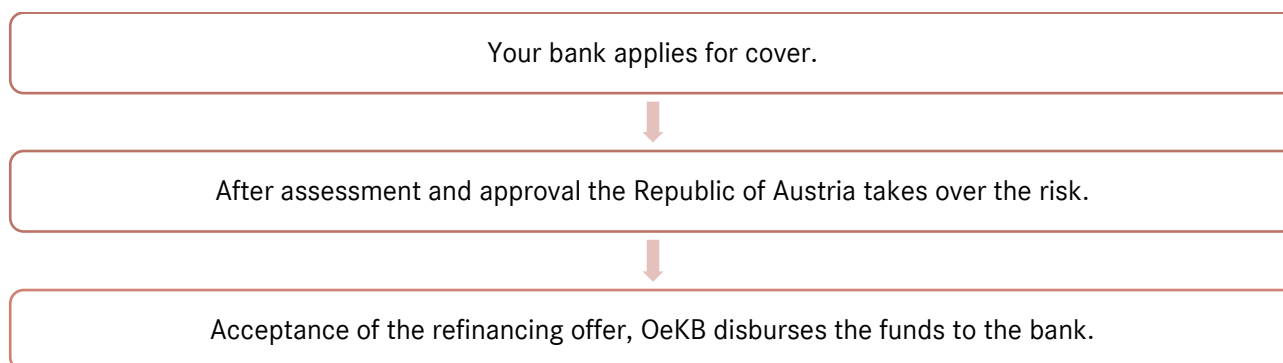 Your bank applies for cover.
After assessment and approval the Republic of Austria takes over the risk.
Acceptance of the refinancing offer, OeKB disburses the funds to the bank.